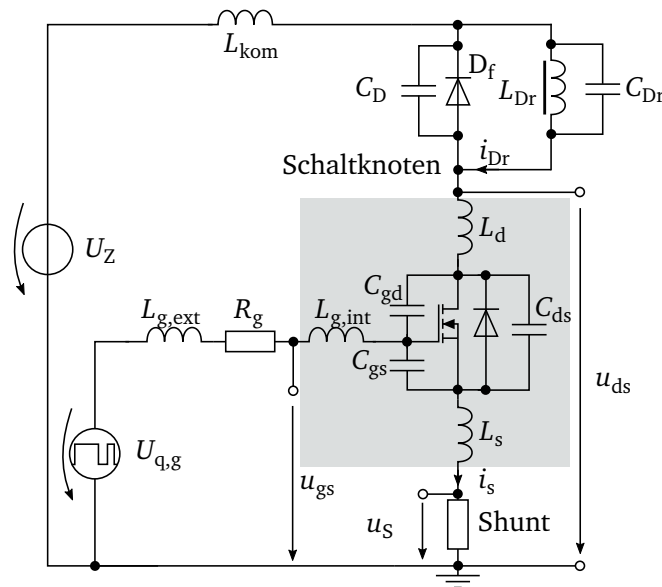 L_kom
C_D
D_f
L_Dr
C_Dr
i_Dr
Schaltknoten
L_d
U_Z
C_gd
C_ds
L_g,ext
R_g
L_g,int
C_gs
u_ds
U_q,g
L_s
u_gs
i_s
u_S
Shunt